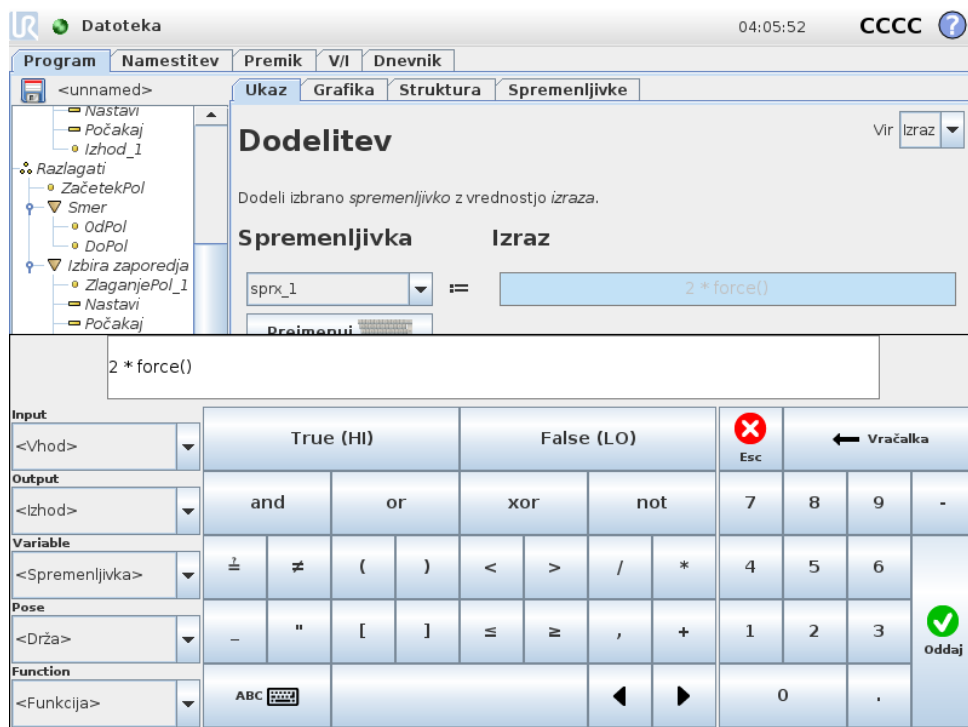 UR Datoteka 04:05:52 CCCC ?
Program Namestitev Premik V/I Dnevnik
<unnamed> Ukaz Grafika Struktura Spremenljivke
Nastavi
Počakaj
Izhod_1
Razlagati
ZačetekPol
Smer
OdPol
DoPol
Izbira zaporedja
ZlaganjePol_1
Nastavi
Počakaj
Dodelitev
Vir Izraz
Dodeli izbrano spremenljivko z vrednostjo izraza.
Spremenljivka Izraz
sprx_1 := 2 * force()
Preimenuj
2 * force()
Input
<Vhod>
Output
<Izhod>
Variable
<Spremenljivka>
Pose
<Drža>
Function
<Funkcija>
True (HI) False (LO) Esc Vračalka
and or xor not 7 8 9 -
≟ ≠ ( ) < > / * 4 5 6
_ " [ ] ≤ ≥ , + 1 2 3 Oddaj
ABC 0 .